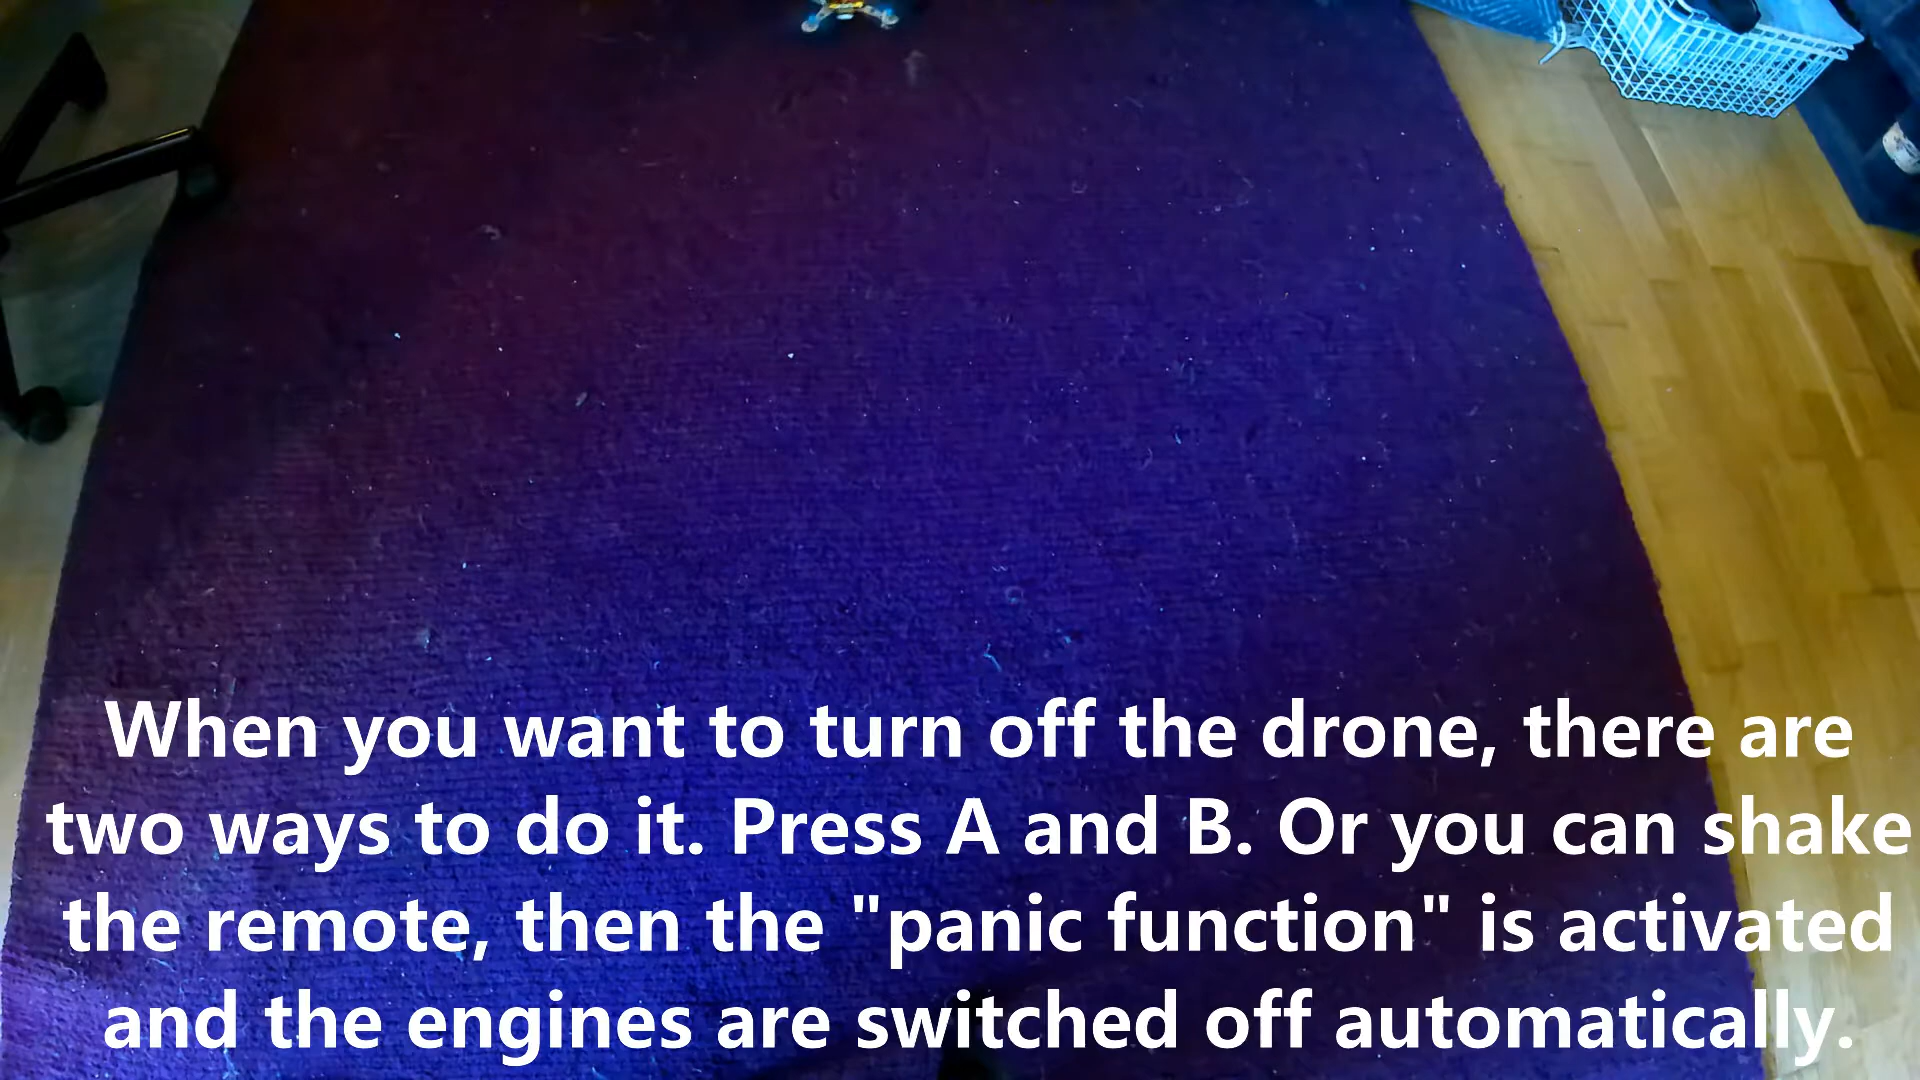 When you want to turn off the drone, there are
two ways to do it. Press A and B. Or you can shake
the remote, then the "panic function" is activated
and the engines are switched off automatically.